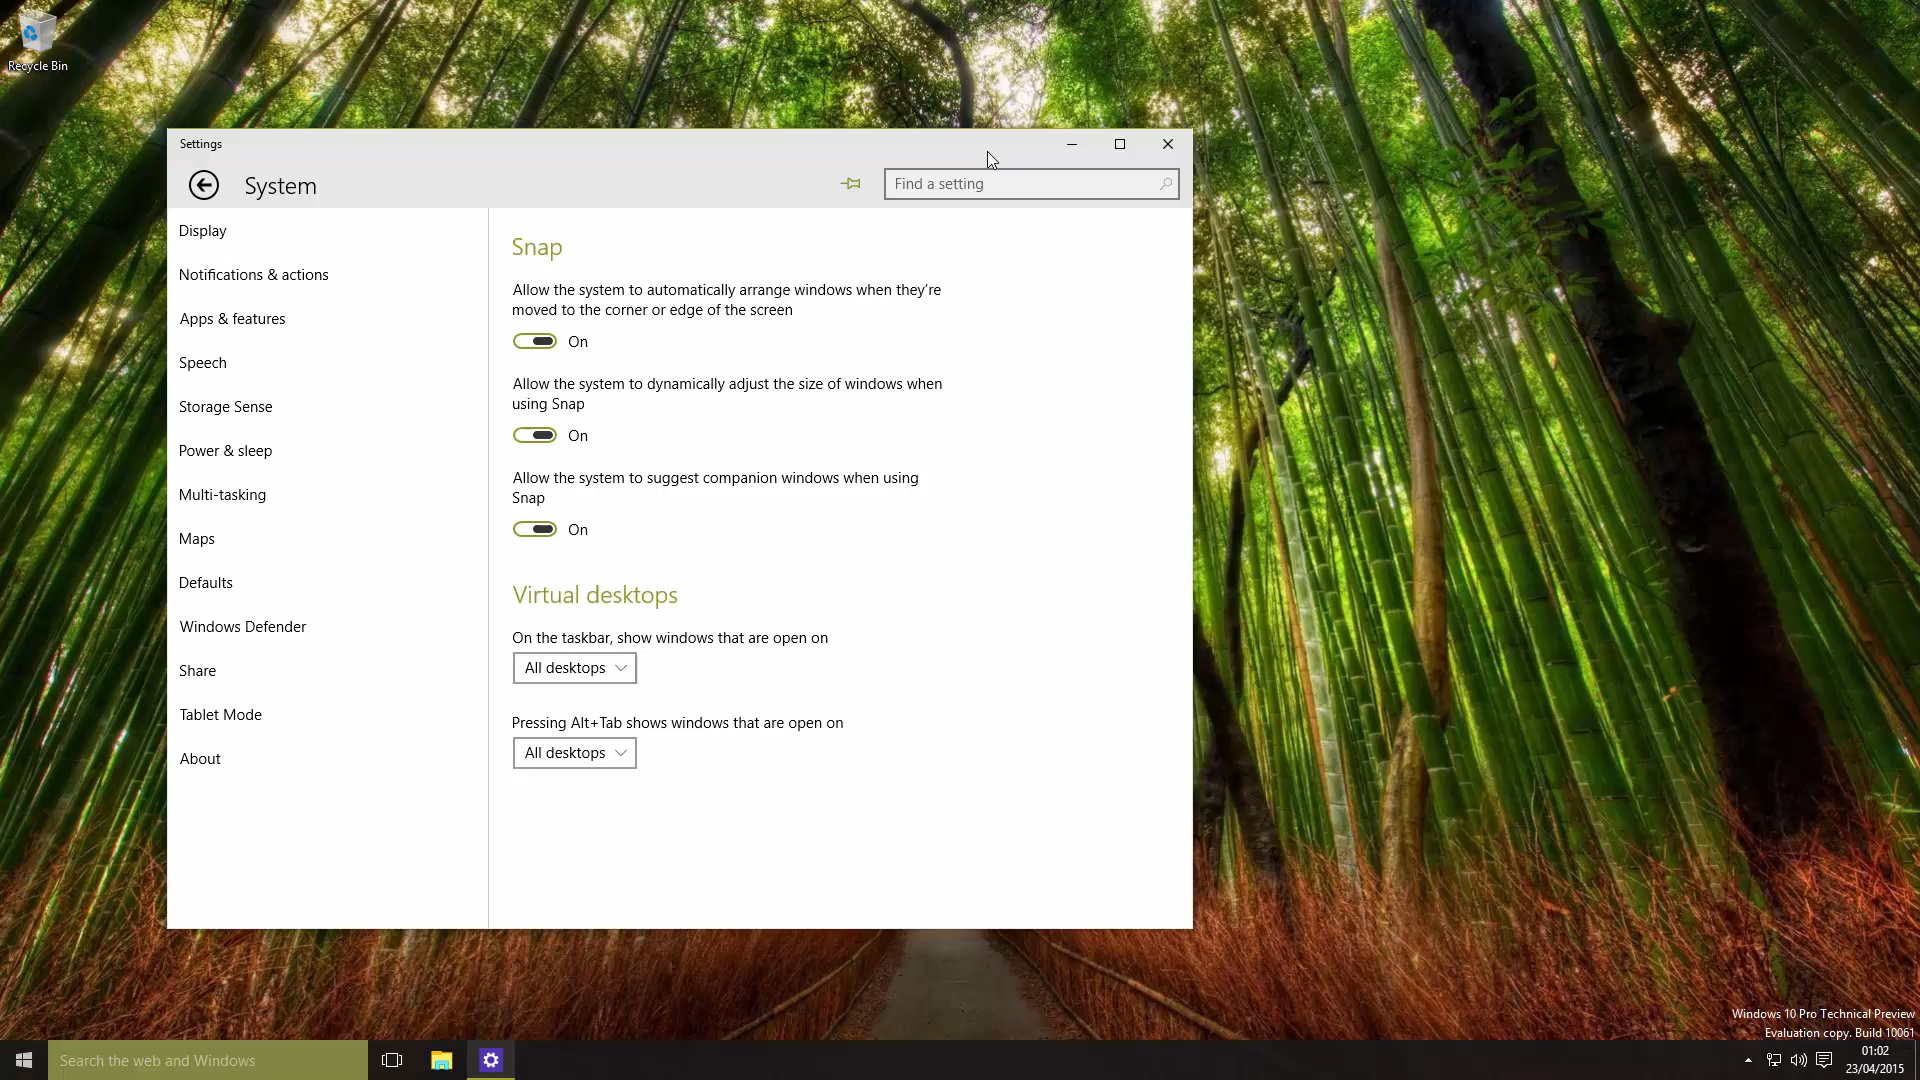 Recycle Bin
Settings
System
Find a setting
Display
Notifications & actions
Apps & features
Speech
Storage Sense
Power & sleep
Multi-tasking
Maps
Defaults
Windows Defender
Share
Tablet Mode
About
Snap
Allow the system to automatically arrange windows when they’re
moved to the corner or edge of the screen
On
Allow the system to dynamically adjust the size of windows when
using Snap
On
Allow the system to suggest companion windows when using
Snap
On
Virtual desktops
On the taskbar, show windows that are open on
All desktops
Pressing Alt+Tab shows windows that are open on
All desktops
Windows 10 Pro Technical Preview
Evaluation copy. Build 10061
Search the web and Windows
01:02
23/04/2015